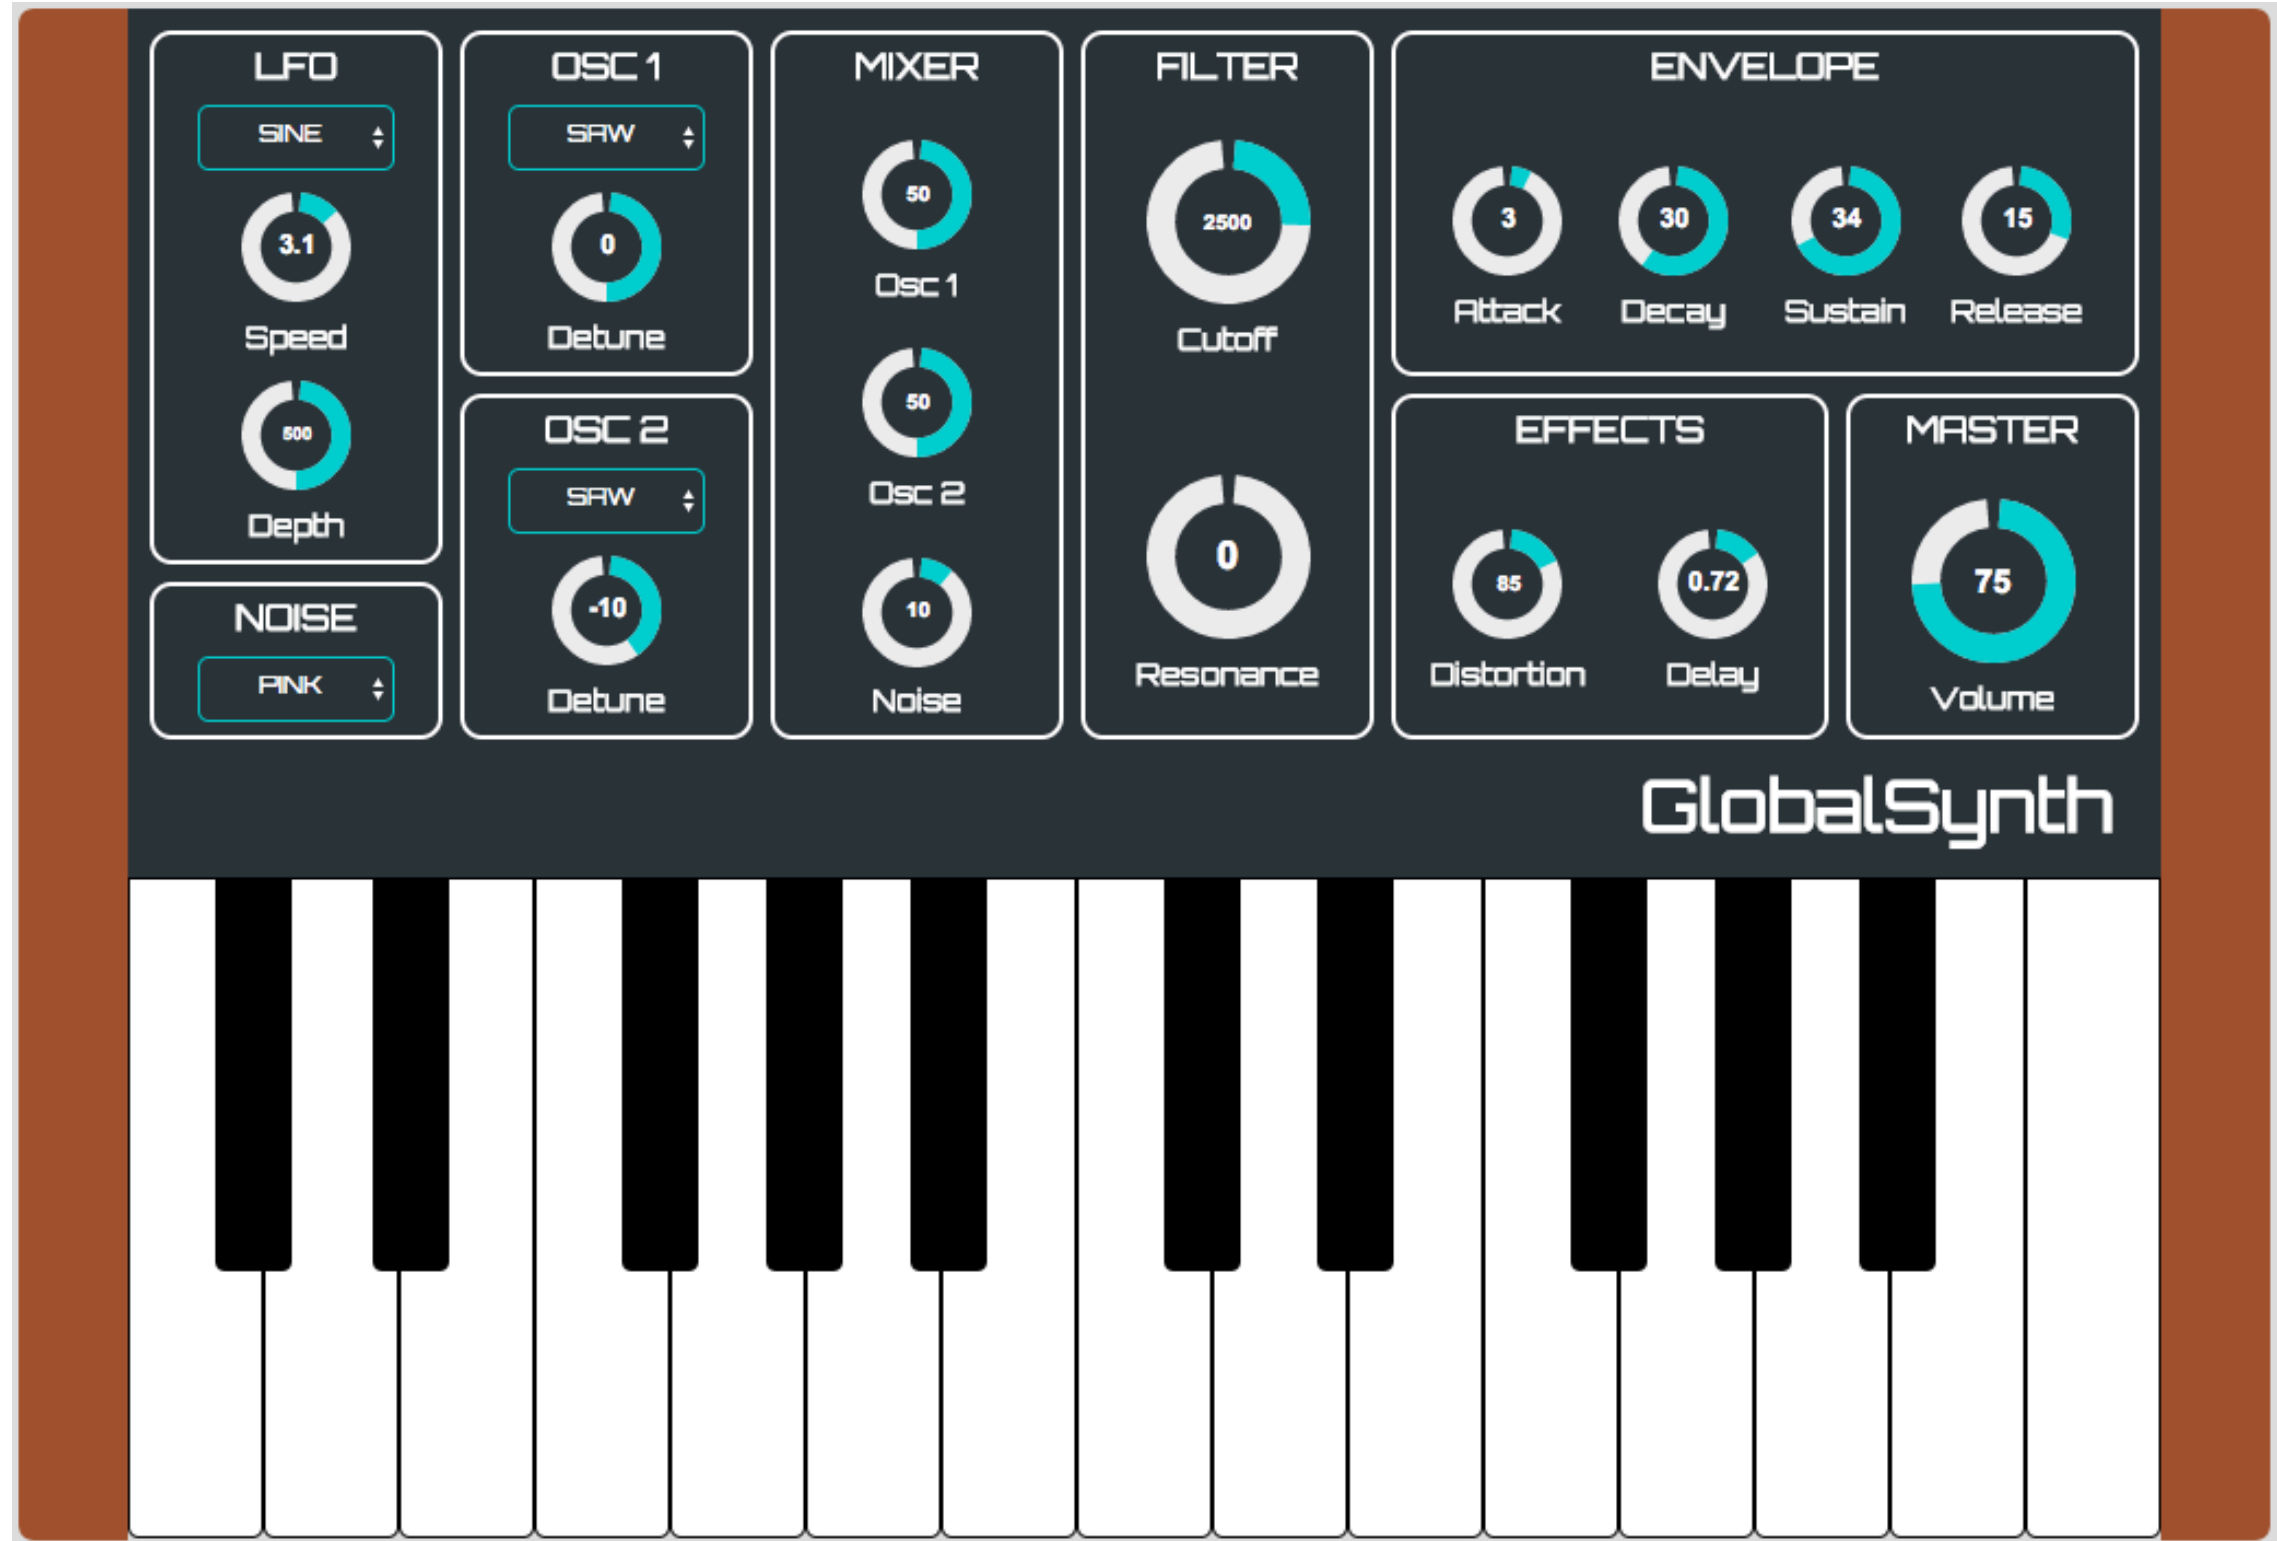 LFO
SINE
3.1
Speed
500
Depth
NOISE
PINK
OSC 1
SAW
0
Detune
OSC 2
SAW
-10
Detune
MIXER
50
Osc 1
50
Osc 2
10
Noise
FILTER
2500
Cutoff
0
Resonance
ENVELOPE
3 30 34 15
Attack Decay Sustain Release
EFFECTS
85 0.72
Distortion Delay
MASTER
75
Volume
GlobalSynth